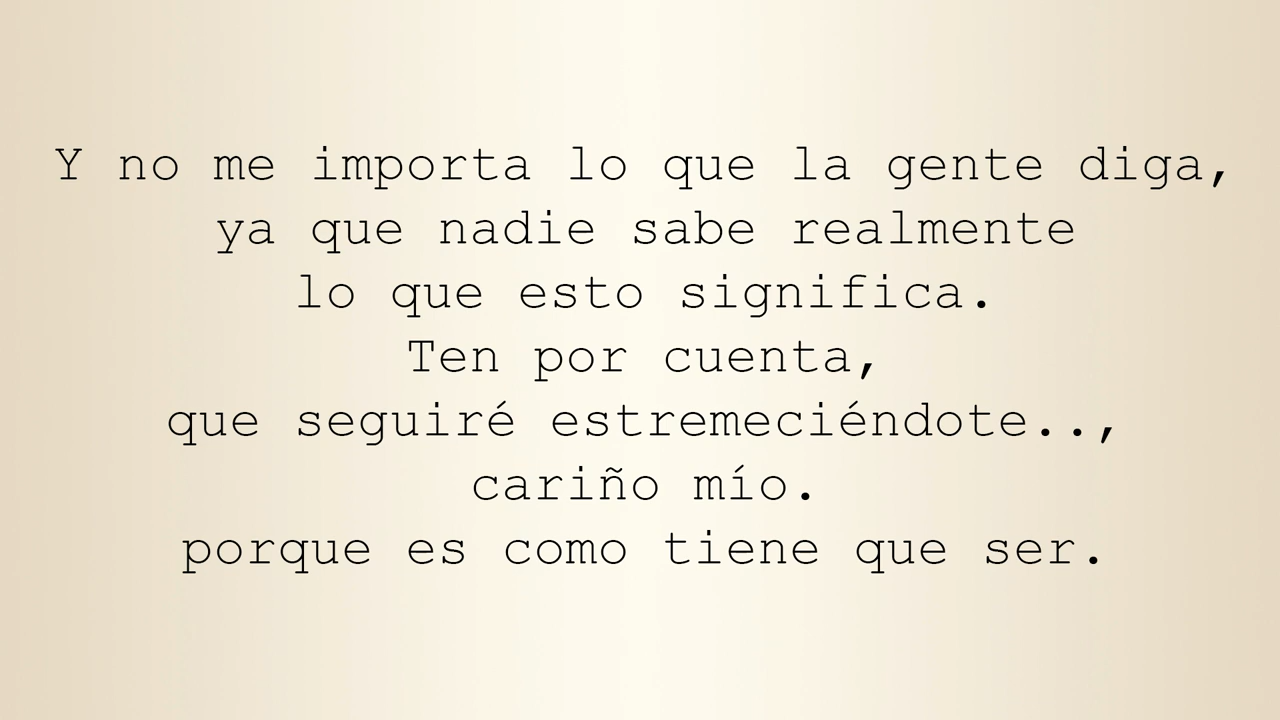 Y no me importa lo que la gente diga,
ya que nadie sabe realmente
lo que esto significa.
Ten por cuenta,
que seguiré estremeciéndote..,
cariño mío.
porque es como tiene que ser.